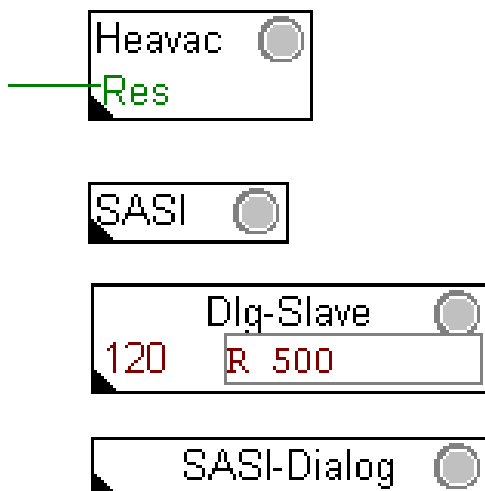 Heavac
Res
SASI
Dlg-Slave
120 R 500
SASI-Dialog